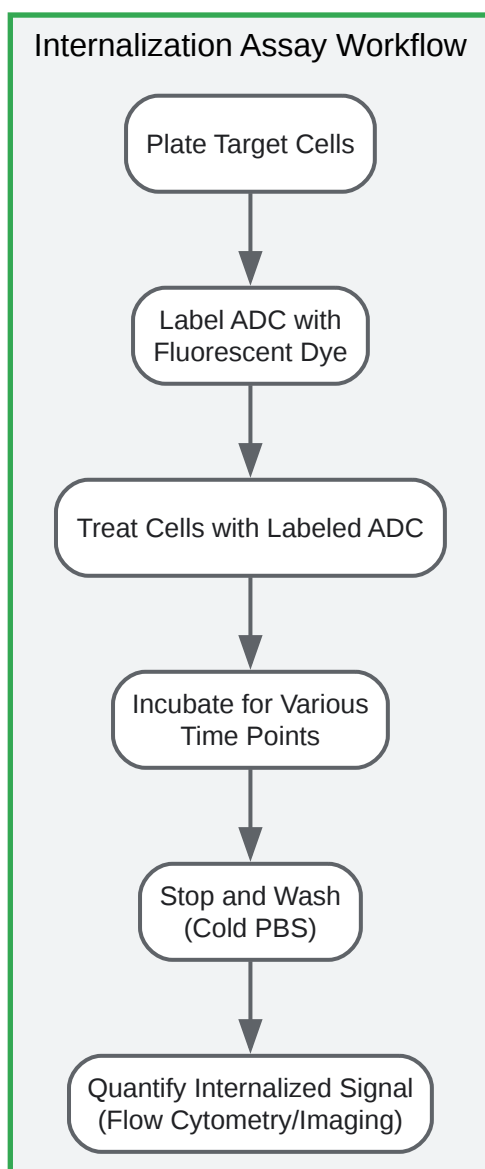 Internalization Assay Workflow
Plate Target Cells
Label ADC with
Fluorescent Dye
Treat Cells with Labeled ADC
Incubate for Various
Time Points
Stop and Wash
(Cold PBS)
Quantify Internalized Signal
(Flow Cytometry/Imaging)